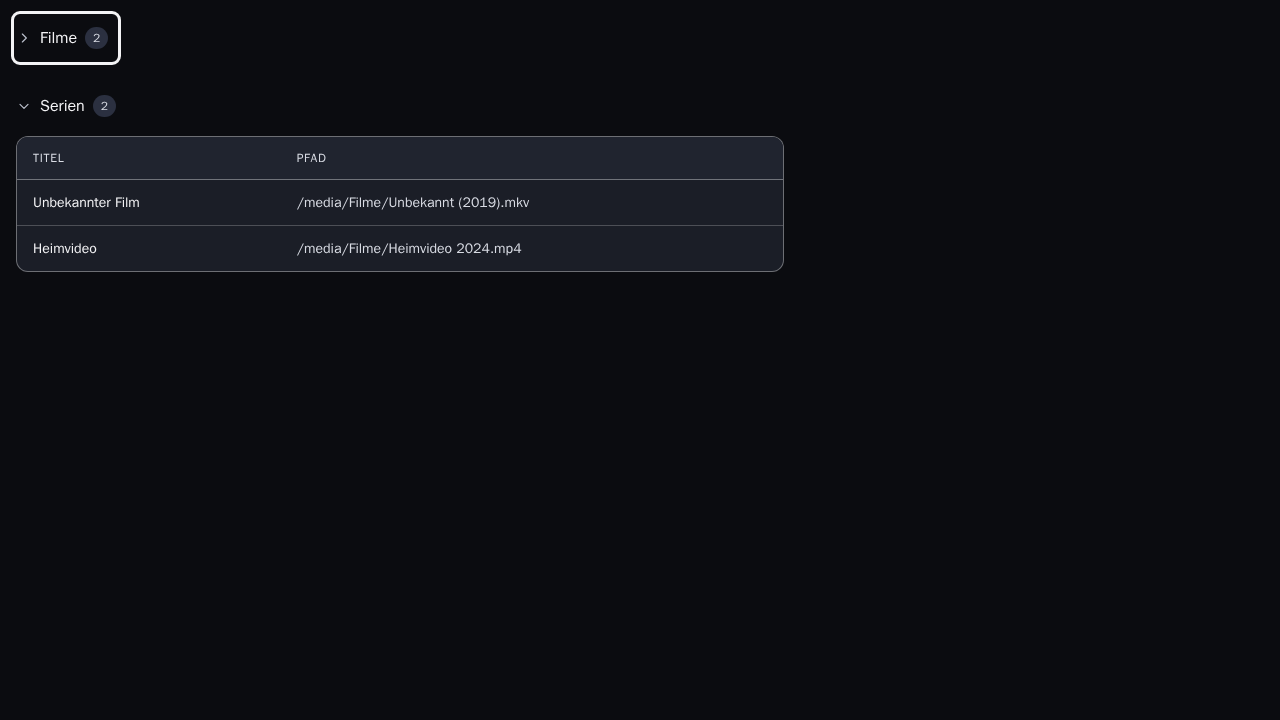 Filme 2
Serien 2
TITEL PFAD
Unbekannter Film /media/Filme/Unbekannt (2019).mkv
Heimvideo /media/Filme/Heimvideo 2024.mp4